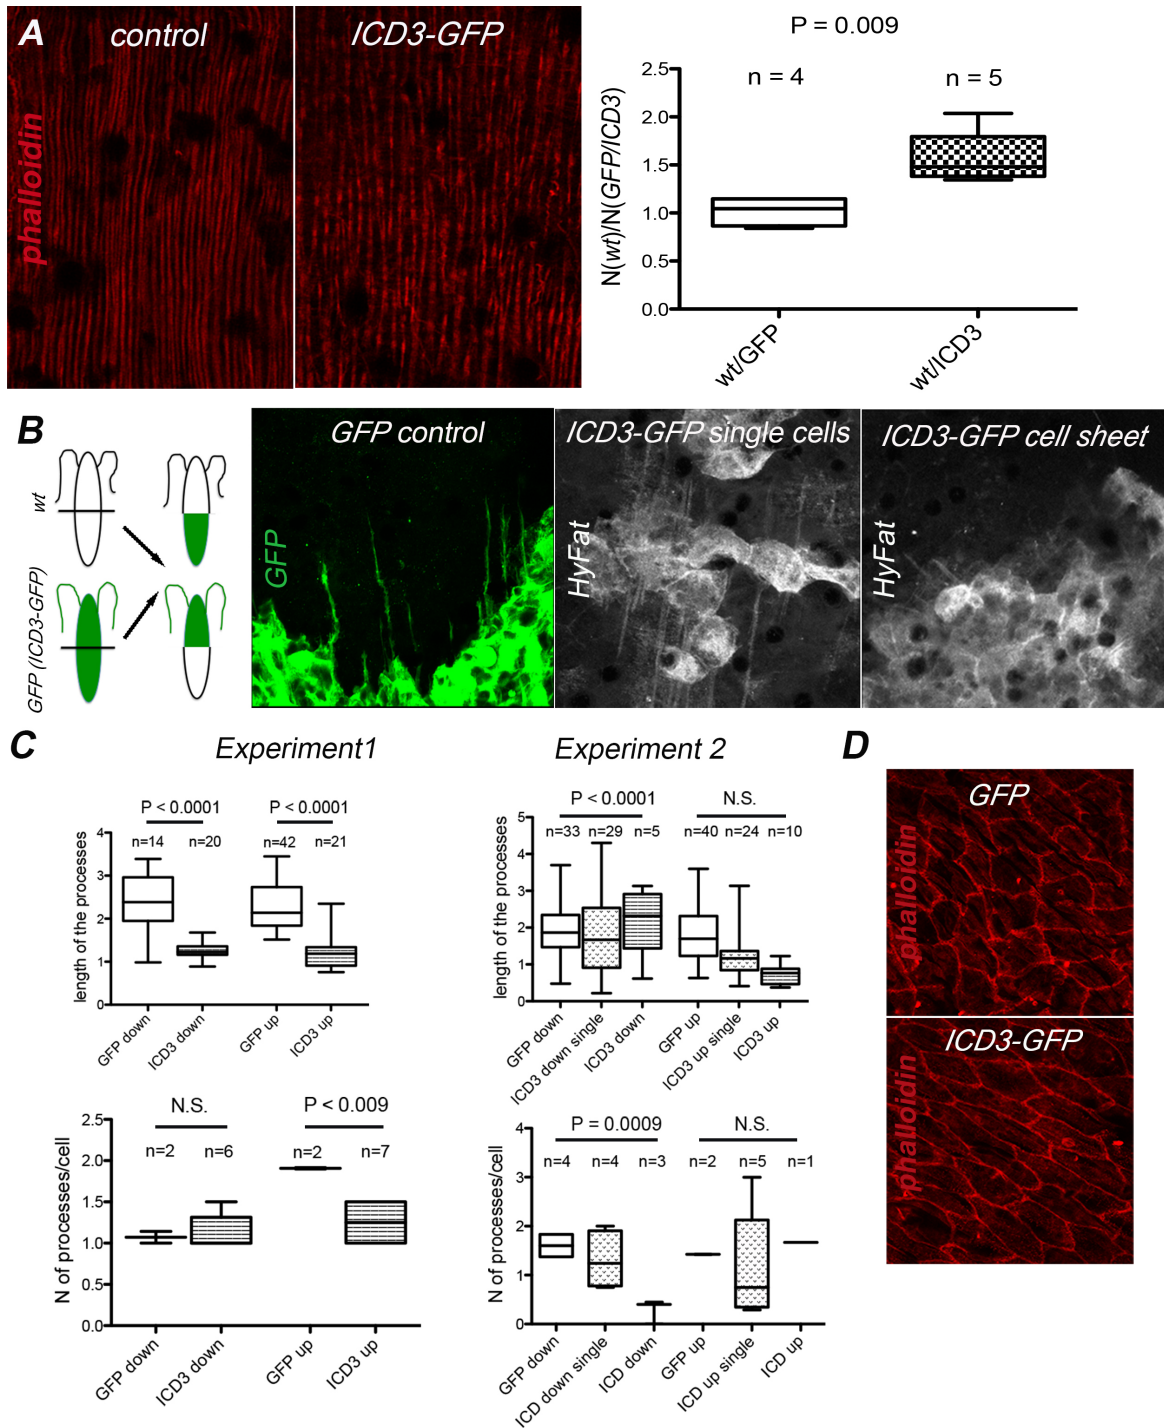 A
control
ICD3-GFP
phalloidin
P = 0.009
n = 4
n = 5
N(wt)/N(GFP/ICD3)
2.5
2.0
1.5
1.0
0.5
0.0
wt/GFP
wt/ICD3
B
wt
GFP (/ICD3-GFP)
GFP control
GFP
ICD3-GFP single cells
HyFat
ICD3-GFP cell sheet
HyFat
C
Experiment1
P < 0.0001
P < 0.0001
n=14
n=20
n=42
n=21
length of the processes
4
3
2
1
0
GFP down
ICD3 down
GFP up
ICD3 up
Experiment 2
P < 0.0001
N.S.
n=33
n=29
n=5
n=40
n=24
n=10
length of the processes
5
4
3
2
1
0
GFP down
ICD3 down single
ICD3 down
GFP up
ICD3 up single
ICD3 up
N.S.
P < 0.009
n=2
n=6
n=2
n=7
N of processes/cell
2.5
2.0
1.5
1.0
0.5
0.0
GFP down
ICD3 down
GFP up
ICD3 up
P = 0.0009
N.S.
n=4
n=4
n=3
n=2
n=5
n=1
N of processes/cell
4
3
2
1
0
GFP down
ICD down single
ICD down
GFP up
ICD up single
ICD up
D
GFP
phalloidin
ICD3-GFP
phalloidin